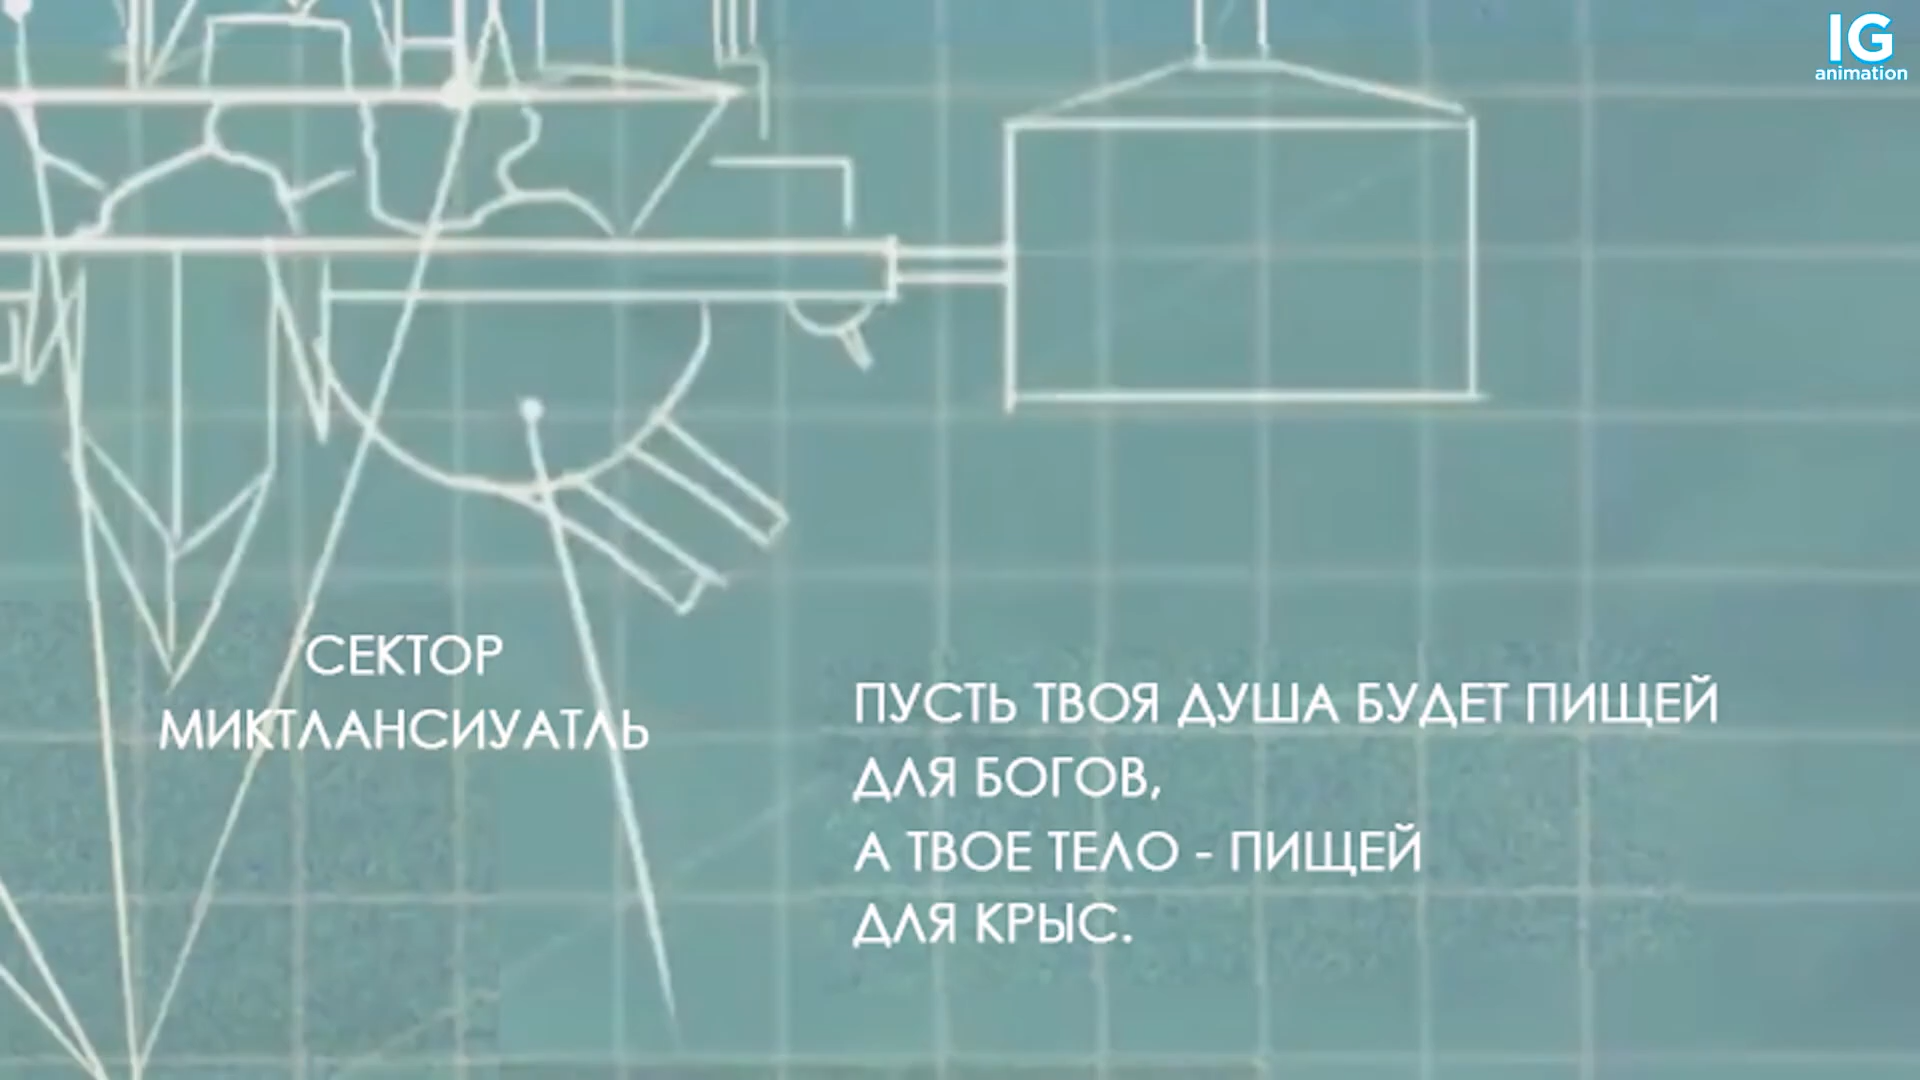 IG
animation
СЕКТОР
МИКТЛАНСИУАТЛЬ
ПУСТЬ ТВОЯ ДУША БУДЕТ ПИЩЕЙ
ДЛЯ БОГОВ,
А ТВОЕ ТЕЛО - ПИЩЕЙ
ДЛЯ КРЫС.